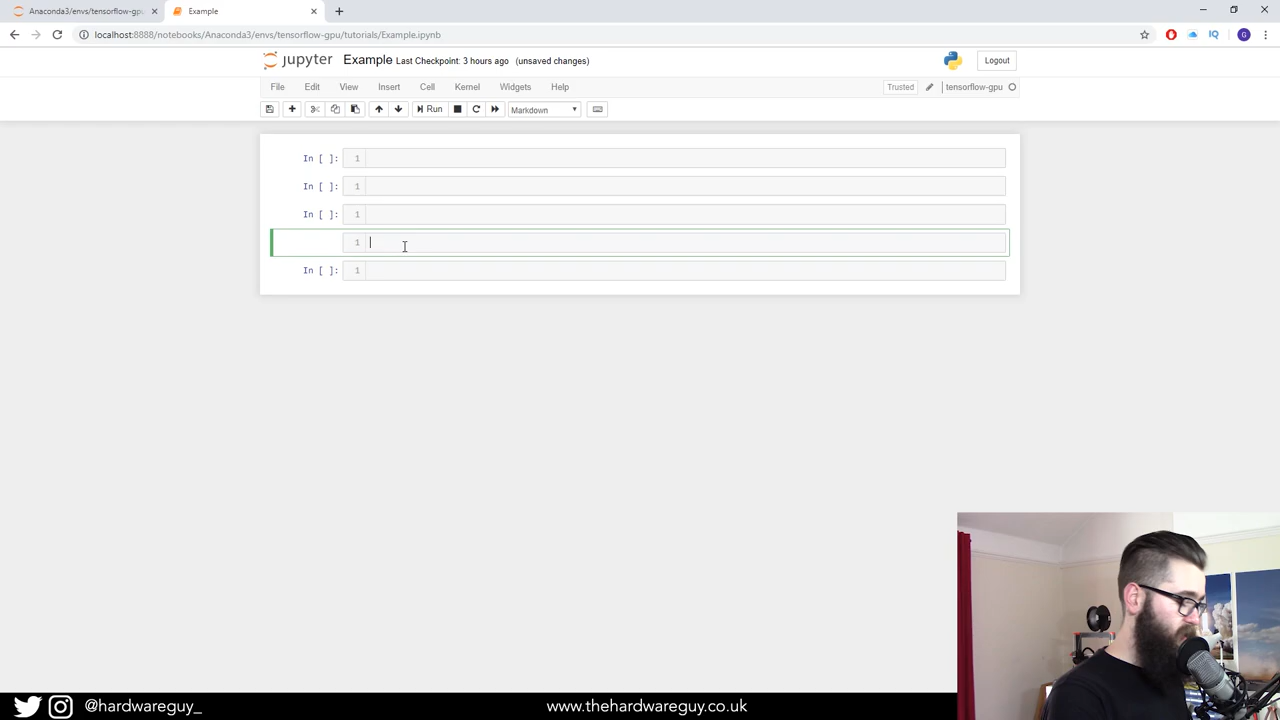 Anaconda3/envs/tensorflow-gpu
Example
localhost:8888/notebooks/Anaconda3/envs/tensorflow-gpu/tutorials/Example.ipynb
jupyter Example Last Checkpoint: 3 hours ago (unsaved changes)
Logout
File Edit View Insert Cell Kernel Widgets Help
Trusted tensorflow-gpu
Run Markdown
In [ ]: 1
In [ ]: 1
In [ ]: 1
1
In [ ]: 1
@hardwareguy_ www.thehardwareguy.co.uk